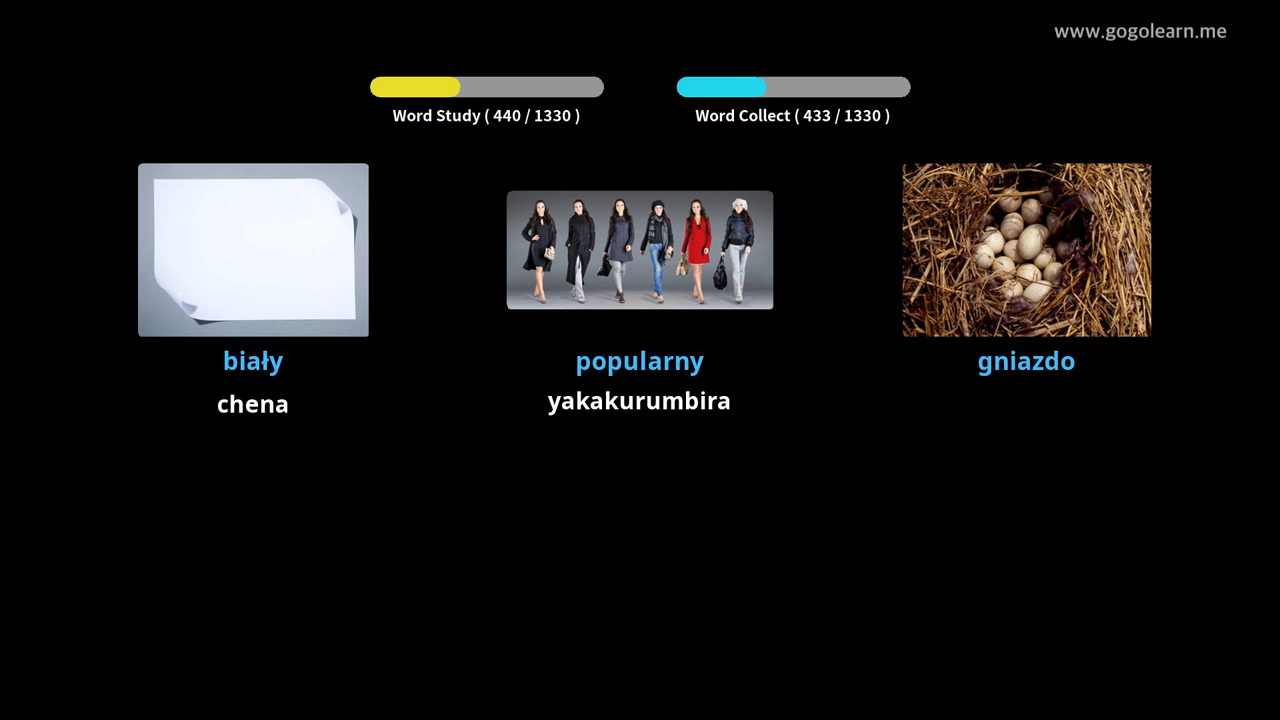 www.gogolearn.me
Word Study ( 440 / 1330 )
Word Collect ( 433 / 1330 )
biały
popularny
gniazdo
chena
yakakurumbira